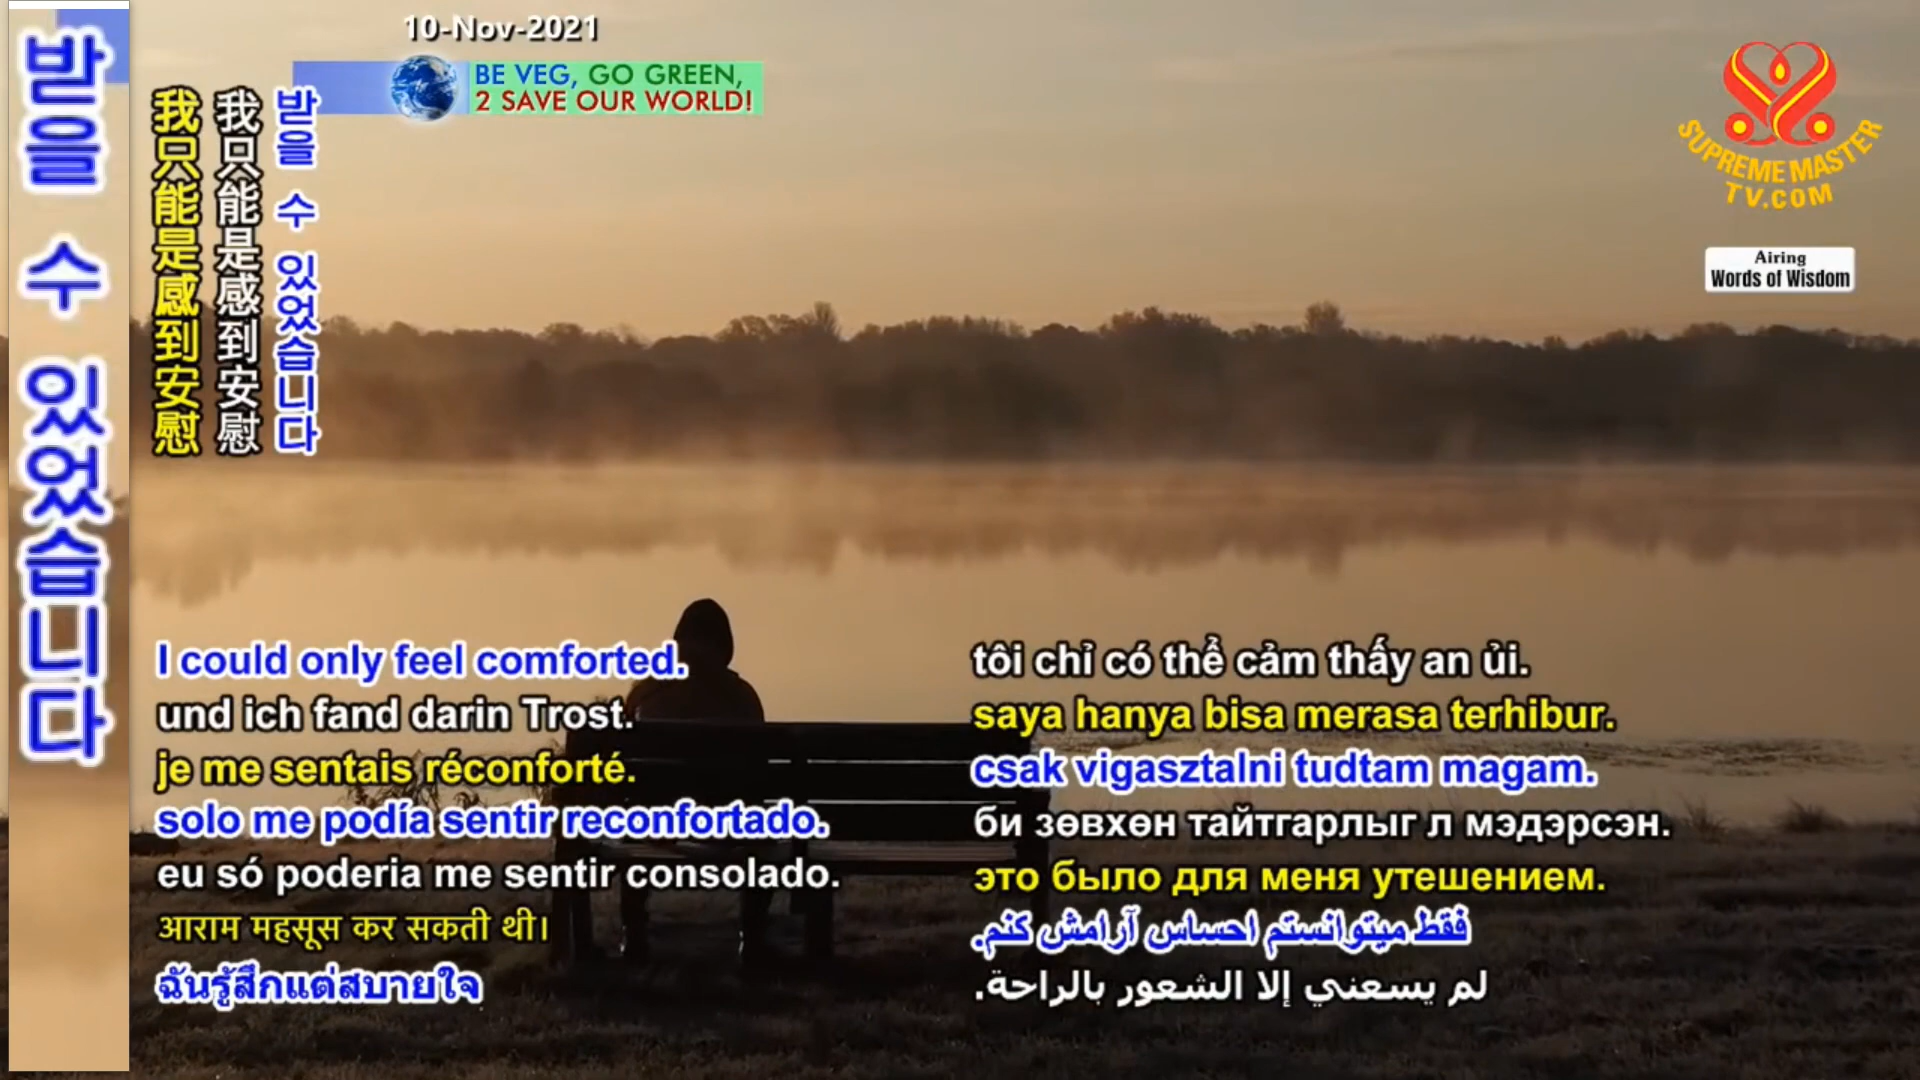 받을 수 있었습니다
10-Nov-2021
BE VEG, GO GREEN,
2 SAVE OUR WORLD!
我只能是感到安慰
我只能是感到安慰
받을 수 있었습니다
SUPREME MASTER
TV.COM
Airing
Words of Wisdom
I could only feel comforted.
und ich fand darin Trost.
je me sentais réconforté.
solo me podía sentir reconfortado.
eu só poderia me sentir consolado.
आराम महसूस कर सकती थी।
ฉันรู้สึกแต่สบายใจ
tôi chỉ có thể cảm thấy an ủi.
saya hanya bisa merasa terhibur.
csak vigasztalni tudtam magam.
би зөвхөн тайтгарлыг л мэдэрсэн.
это было для меня утешением.
فقط میتوانستم احساس آرامش کنم.
لم يسعني إلا الشعور بالراحة.